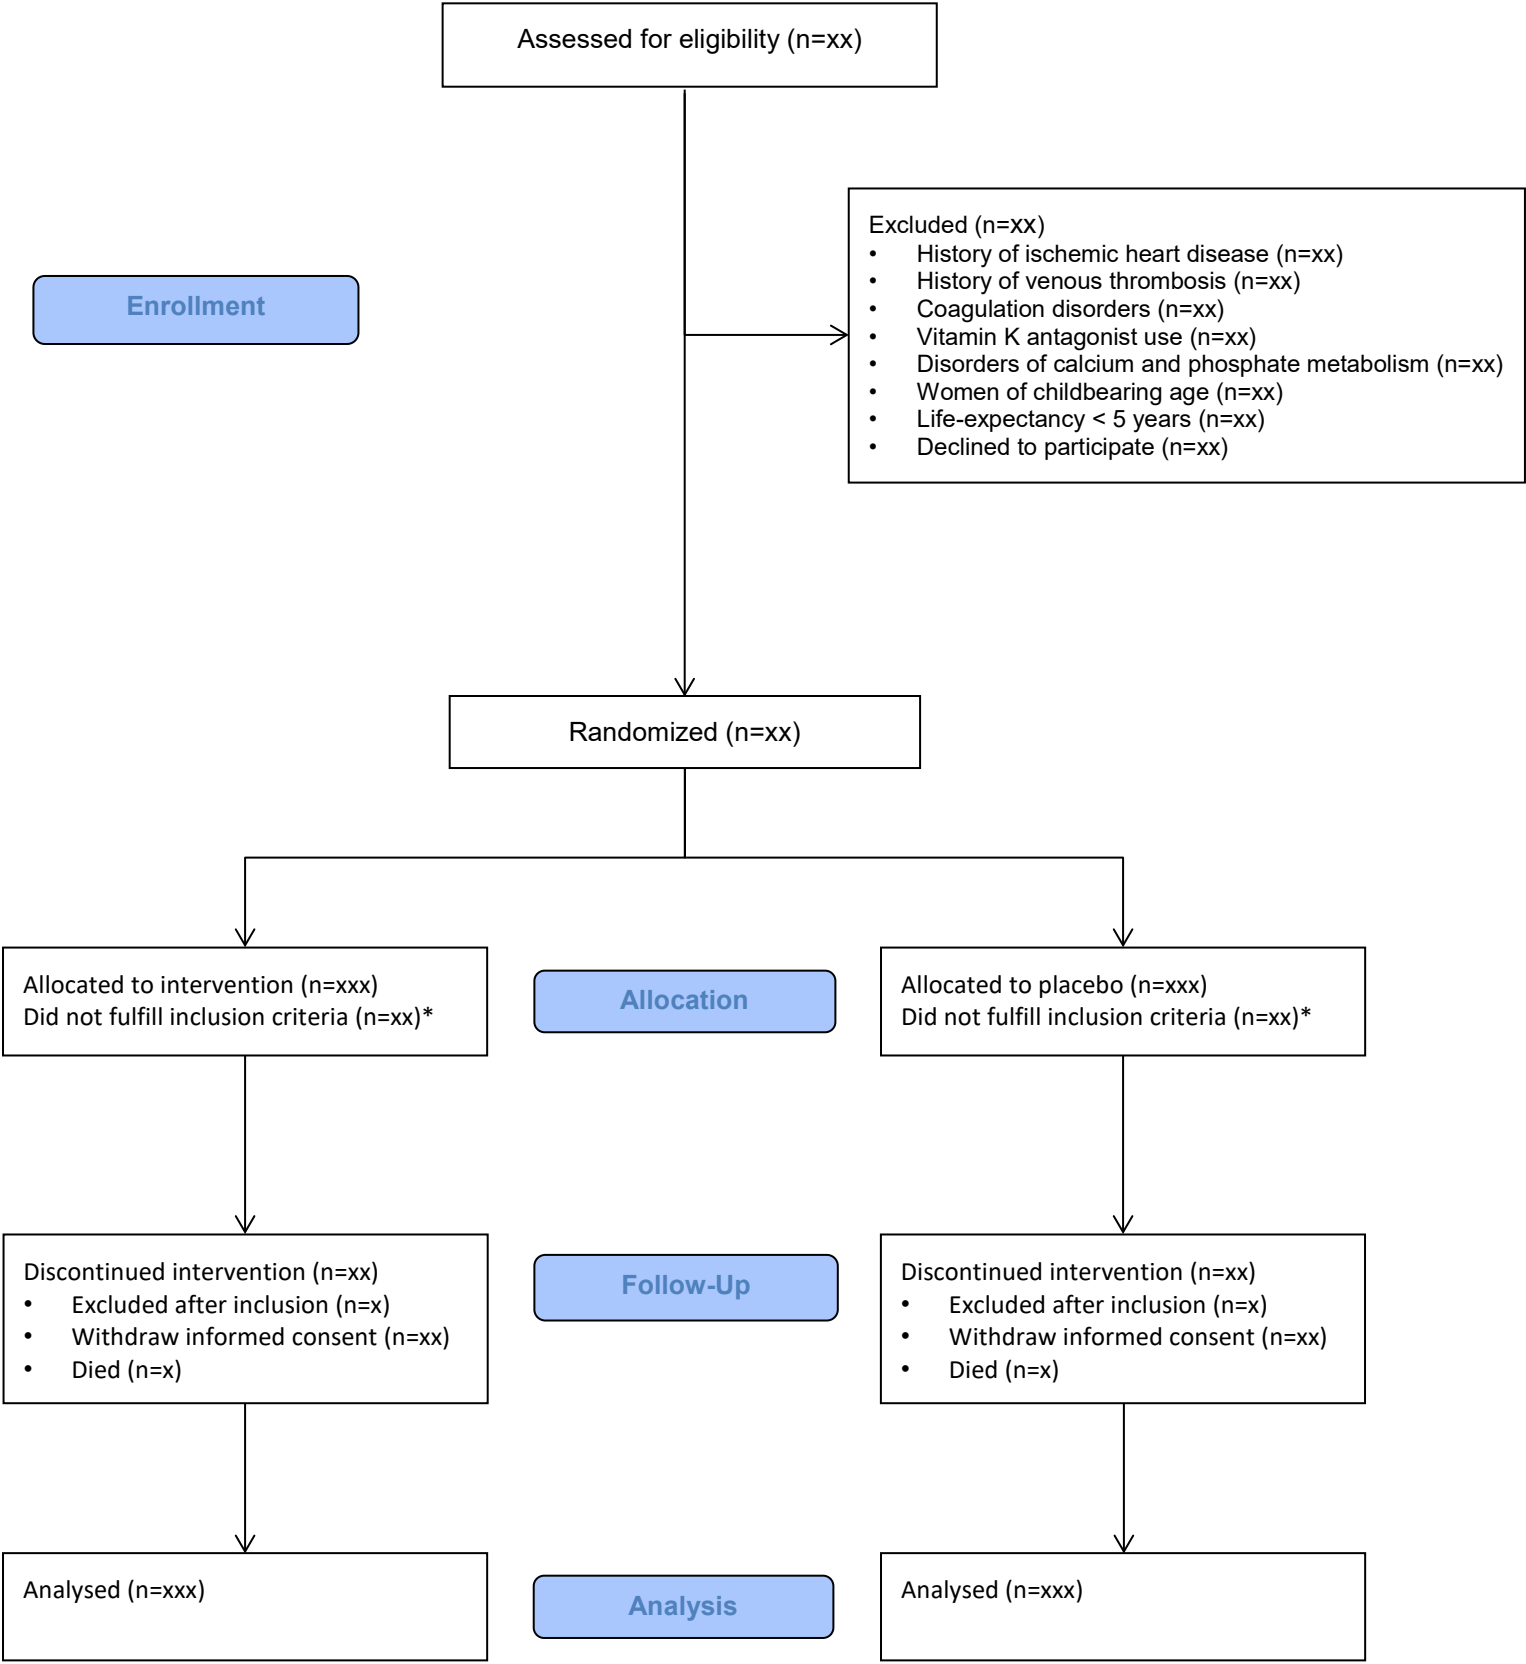 Assessed for eligibility (n=xx)
Excluded (n=xx)
• History of ischemic heart disease (n=xx)
• History of venous thrombosis (n=xx)
• Coagulation disorders (n=xx)
• Vitamin K antagonist use (n=xx)
• Disorders of calcium and phosphate metabolism (n=xx)
• Women of childbearing age (n=xx)
• Life-expectancy < 5 years (n=xx)
• Declined to participate (n=xx)
Enrollment
Randomized (n=xx)
Allocated to intervention (n=xxx)
Did not fulfill inclusion criteria (n=xx)*
Allocation
Allocated to placebo (n=xxx)
Did not fulfill inclusion criteria (n=xx)*
Discontinued intervention (n=xx)
• Excluded after inclusion (n=x)
• Withdraw informed consent (n=xx)
• Died (n=x)
Follow-Up
Discontinued intervention (n=xx)
• Excluded after inclusion (n=x)
• Withdraw informed consent (n=xx)
• Died (n=x)
Analysed (n=xxx)
Analysis
Analysed (n=xxx)